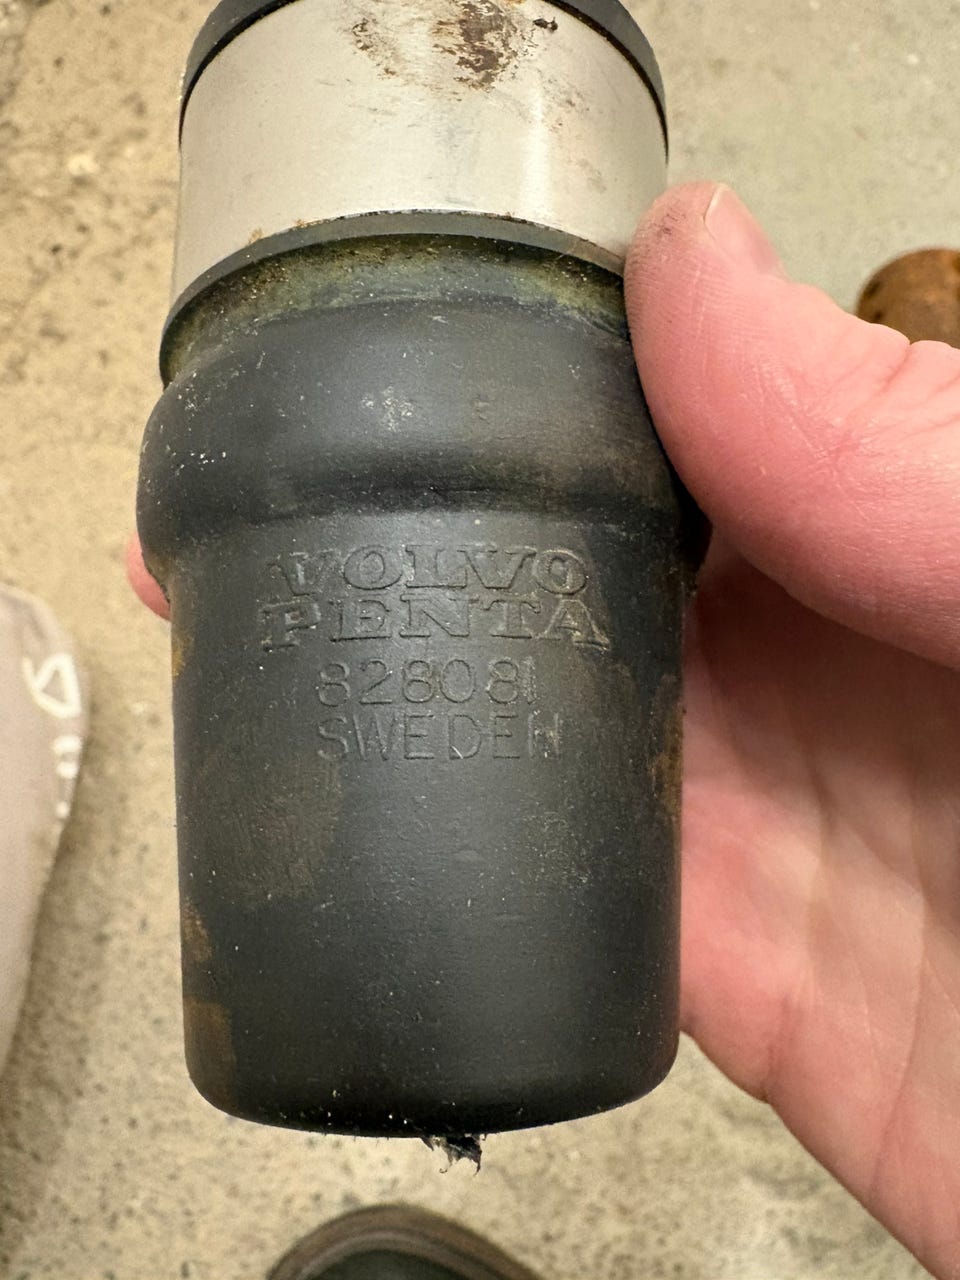 VOLVO
PENTA
828081
SWEDEN